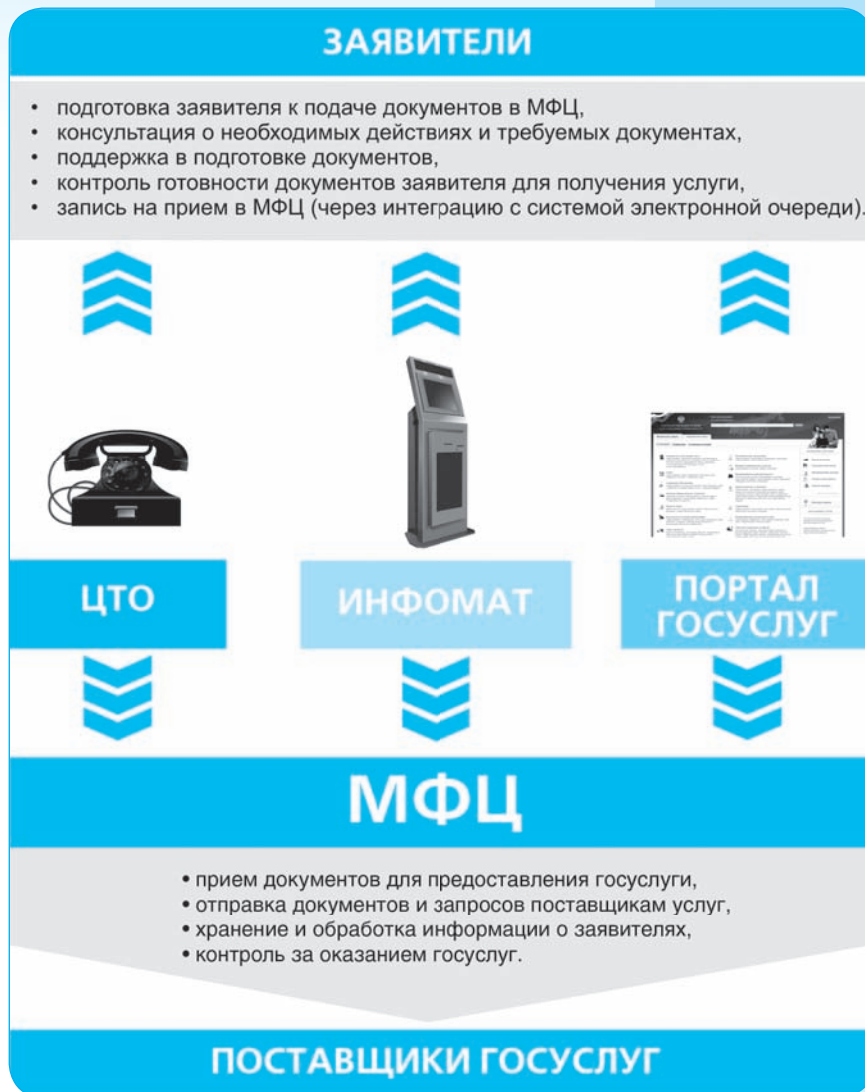 ЗАЯВИТЕЛИ
• подготовка заявителя к подаче документов в МФЦ,
• консультация о необходимых действиях и требуемых документах,
• поддержка в подготовке документов,
• контроль готовности документов заявителя для получения услуги,
• запись на прием в МФЦ (через интеграцию с системой электронной очереди).
ЦТО
ИНФОМАТ
ПОРТАЛ
ГОСУСЛУГ
МФЦ
• прием документов для предоставления госуслуги,
• отправка документов и запросов поставщикам услуг,
• хранение и обработка информации о заявителях,
• контроль за оказанием госуслуг.
ПОСТАВЩИКИ ГОСУСЛУГ